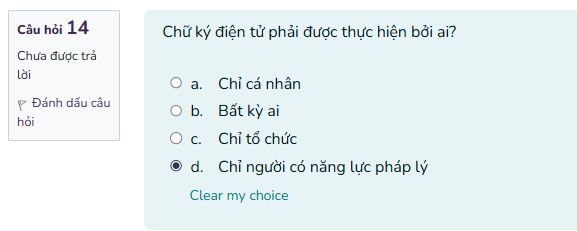 Câu hỏi 14
Chưa được trả
lời
Đánh dấu câu
hỏi
Chữ ký điện tử phải được thực hiện bởi ai?
a. Chỉ cá nhân
b. Bất kỳ ai
c. Chỉ tổ chức
d. Chỉ người có năng lực pháp lý
Clear my choice